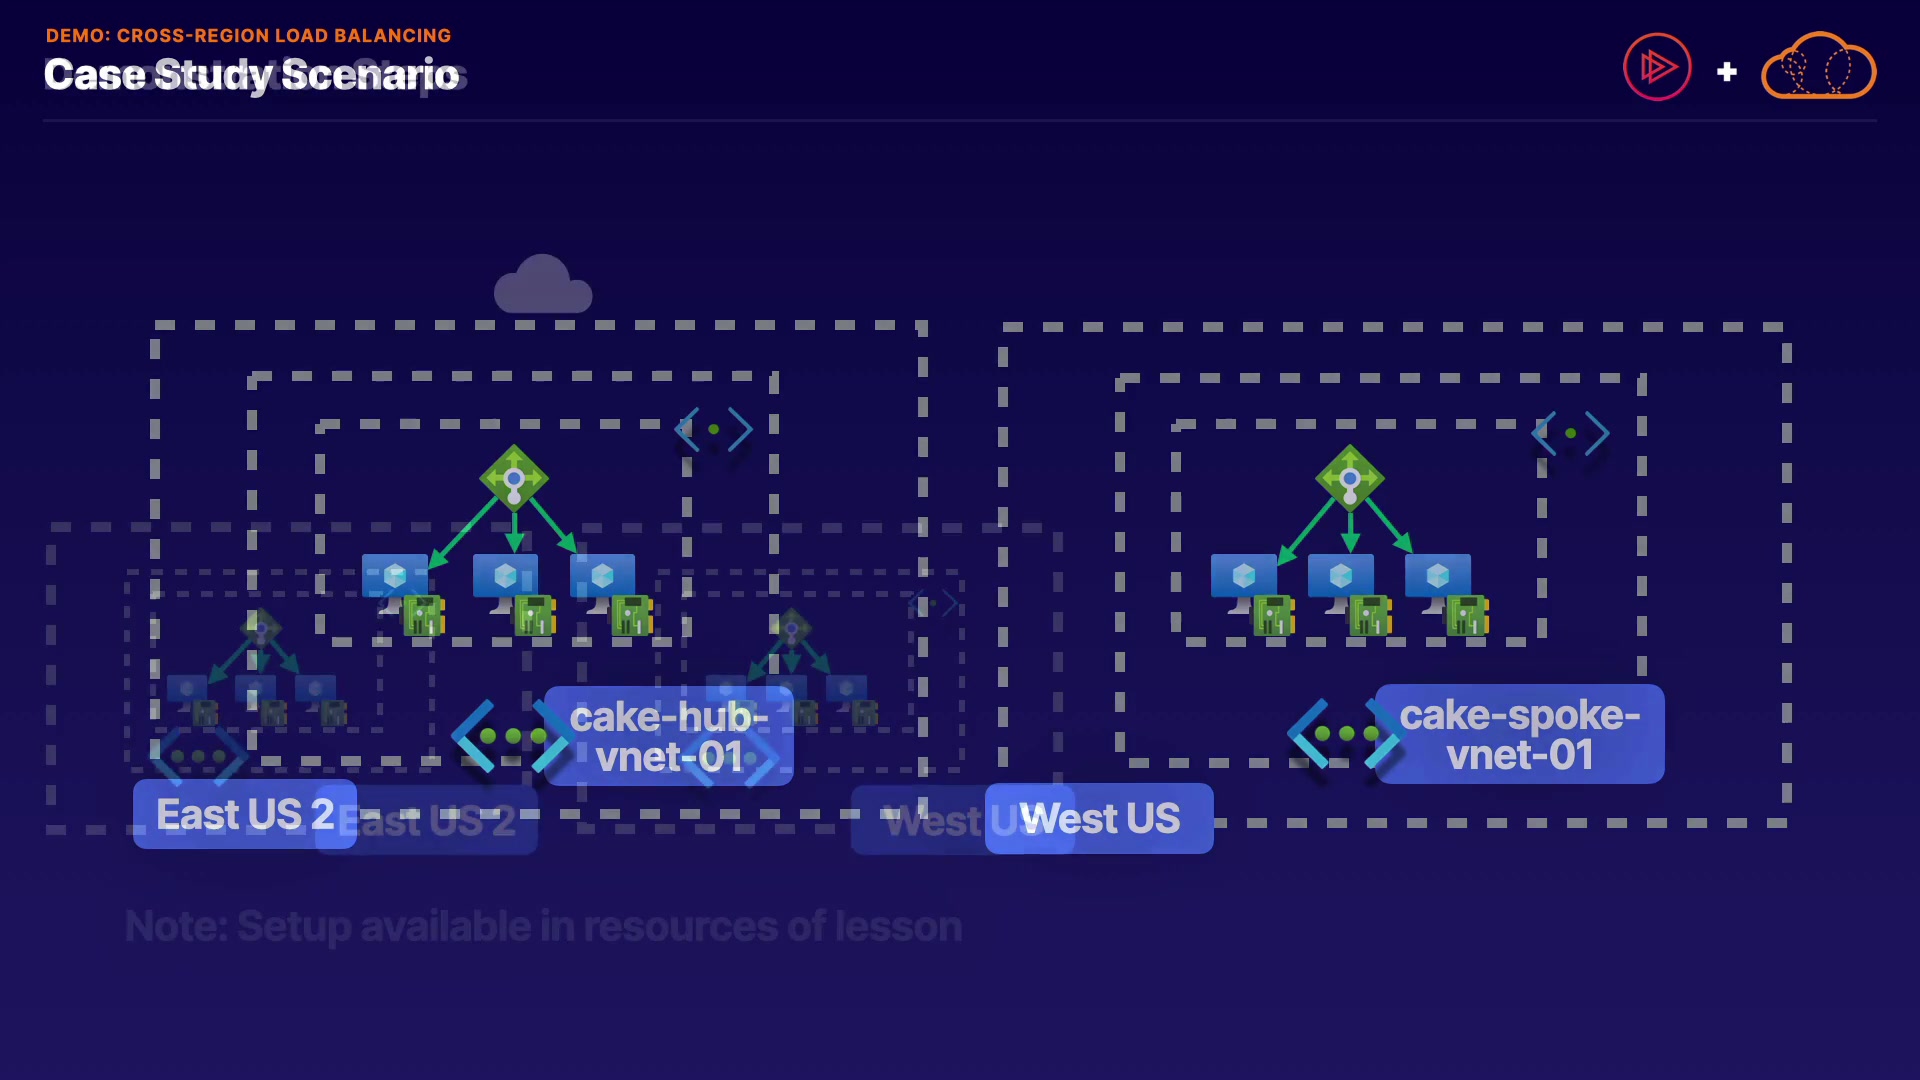 DEMO: CROSS-REGION LOAD BALANCING
Case Study Scenario
cake-hub-
vnet-01
cake-spoke-
vnet-01
East US 2
East US 2
West US
West US
Note: Setup available in resources of lesson